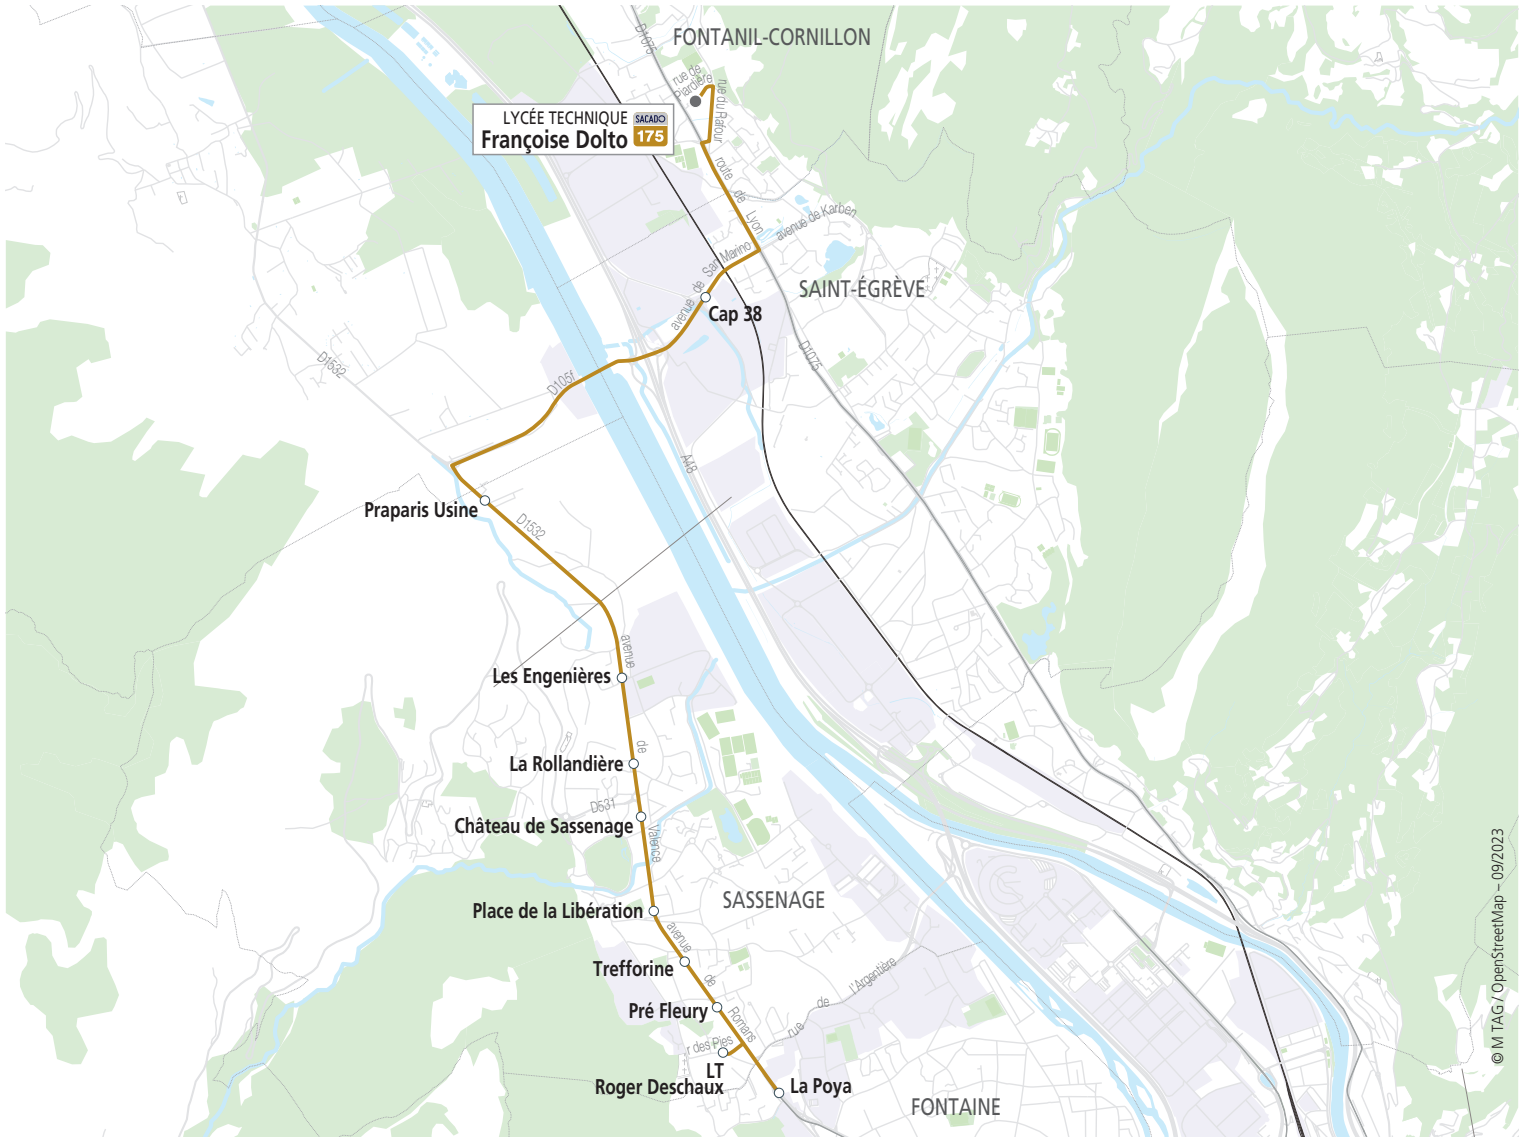 FONTANIL-CORNILLON
D1075
rue de
Piardière
rue du Rafour
LYCÉE TECHNIQUE
Françoise Dolto
SACADO
175
route de Lyon
avenue de Karben
avenue de San Marino
SAINT-ÉGRÈVE
Cap 38
D1075
D1532
D105f
A48
Praparis Usine
D1532
avenue de Valence
Les Engenières
La Rollandière
D531
Château de Sassenage
SASSENAGE
Place de la Libération
avenue de Romans
Trefforine
rue de l'Argentière
Pré Fleury
r des Pies
LT
Roger Deschaux
La Poya
FONTAINE
© M TAG / OpenStreetMap – 09/2023